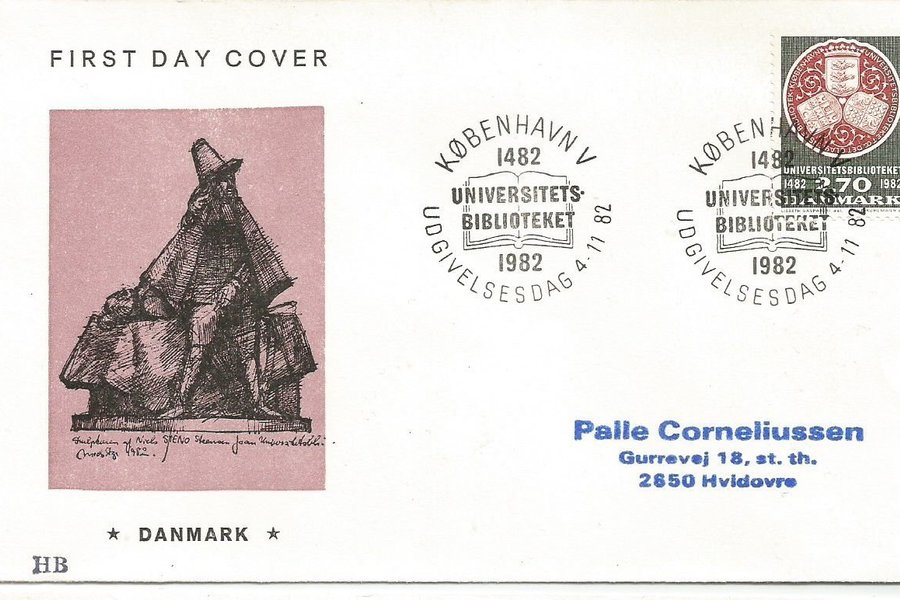 FIRST DAY COVER
KØBENHAVN V
1482
UNIVERSITETS-
BIBLIOTEKET
1982
UDGIVELSESDAG 4-11 82
KØBENHAVN V
1482
UNIVERSITETS-
BIBLIOTEKET
1982
UDGIVELSESDAG 4-11 82
UNIVERSITETSBIBLIOTEKET
1482 2.70 1982
DANMARK
af Niels STENO
1982.
Palle Corneliussen
Gurrevej 18, st. th.
2650 Hvidovre
★ DANMARK ★
HB